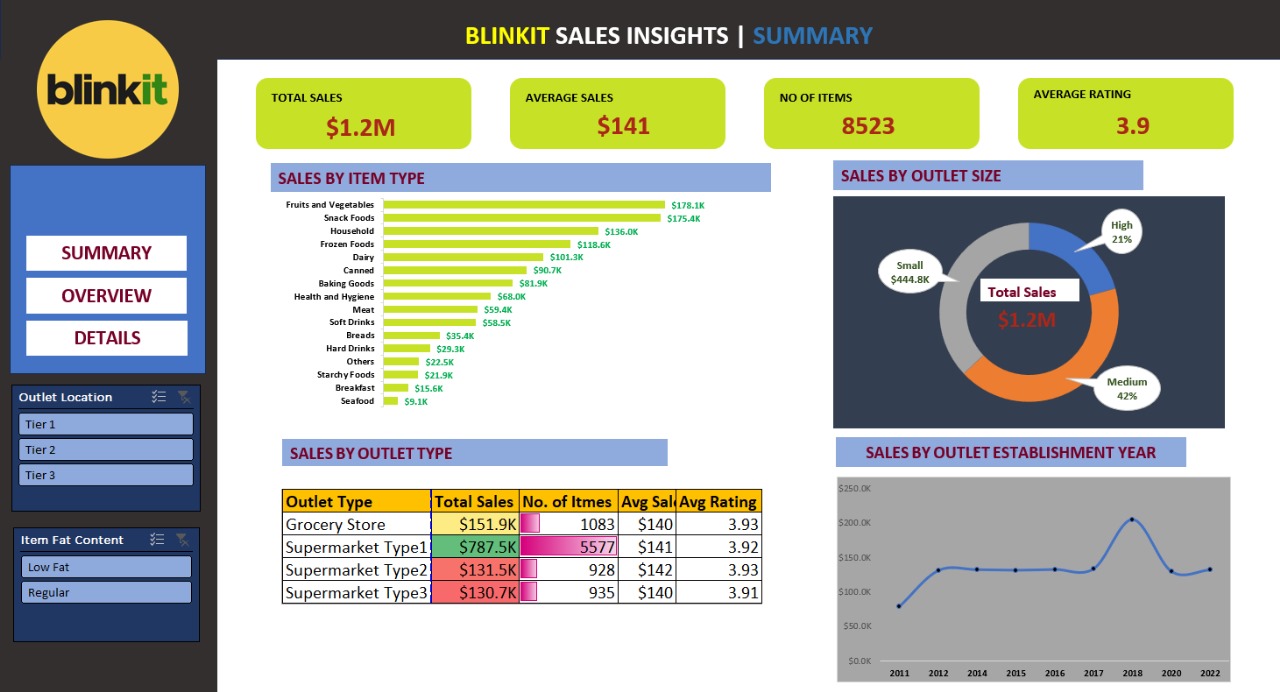 blinkit
BLINKIT SALES INSIGHTS | SUMMARY
SUMMARY
OVERVIEW
DETAILS
Outlet Location
Tier 1
Tier 2
Tier 3
Item Fat Content
Low Fat
Regular
TOTAL SALES
$1.2M
AVERAGE SALES
$141
NO OF ITEMS
8523
AVERAGE RATING
3.9
SALES BY ITEM TYPE
Fruits and Vegetables $178.1K
Snack Foods $175.4K
Household $136.0K
Frozen Foods $118.6K
Dairy $101.3K
Canned $90.7K
Baking Goods $81.9K
Health and Hygiene $68.0K
Meat $59.4K
Soft Drinks $58.5K
Breads $35.4K
Hard Drinks $29.3K
Others $22.5K
Starchy Foods $21.9K
Breakfast $15.6K
Seafood $9.1K
SALES BY OUTLET SIZE
High
21%
Small
$444.8K
Total Sales
$1.2M
Medium
42%
SALES BY OUTLET TYPE
Outlet Type Total Sales No. of Itmes Avg Sale Avg Rating
Grocery Store $151.9K 1083 $140 3.93
Supermarket Type1 $787.5K 5577 $141 3.92
Supermarket Type2 $131.5K 928 $142 3.93
Supermarket Type3 $130.7K 935 $140 3.91
SALES BY OUTLET ESTABLISHMENT YEAR
$250.0K
$200.0K
$150.0K
$100.0K
$50.0K
$0.0K
2011 2012 2014 2015 2016 2017 2018 2020 2022